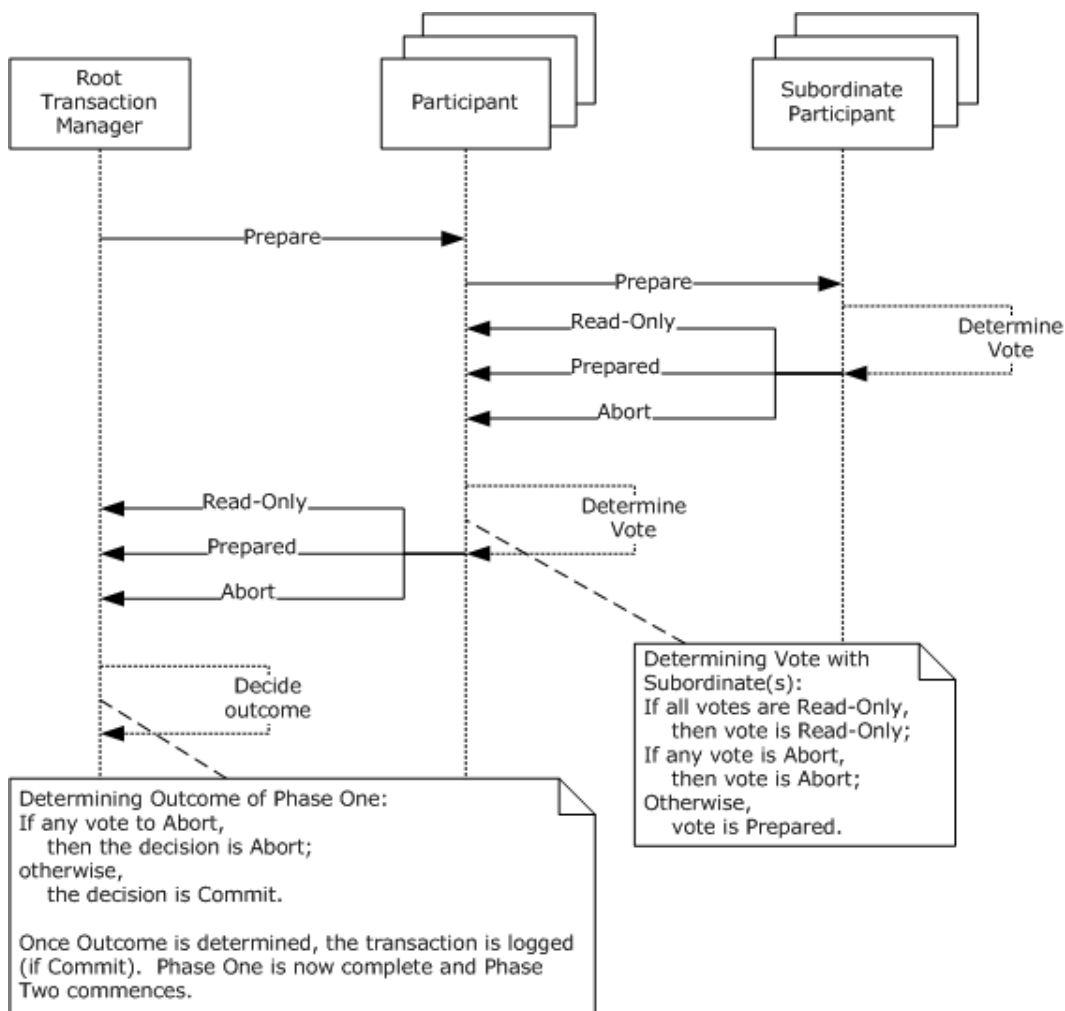 Root
Transaction
Manager
Participant
Subordinate
Participant
Prepare
Prepare
Read-Only
Determine
Vote
Prepared
Abort
Read-Only
Determine
Vote
Prepared
Abort
Decide
outcome
Determining Vote with
Subordinate(s):
If all votes are Read-Only,
then vote is Read-Only;
If any vote is Abort,
then vote is Abort;
Otherwise,
vote is Prepared.
Determining Outcome of Phase One:
If any vote to Abort,
then the decision is Abort;
otherwise,
the decision is Commit.
Once Outcome is determined, the transaction is logged
(if Commit).  Phase One is now complete and Phase
Two commences.